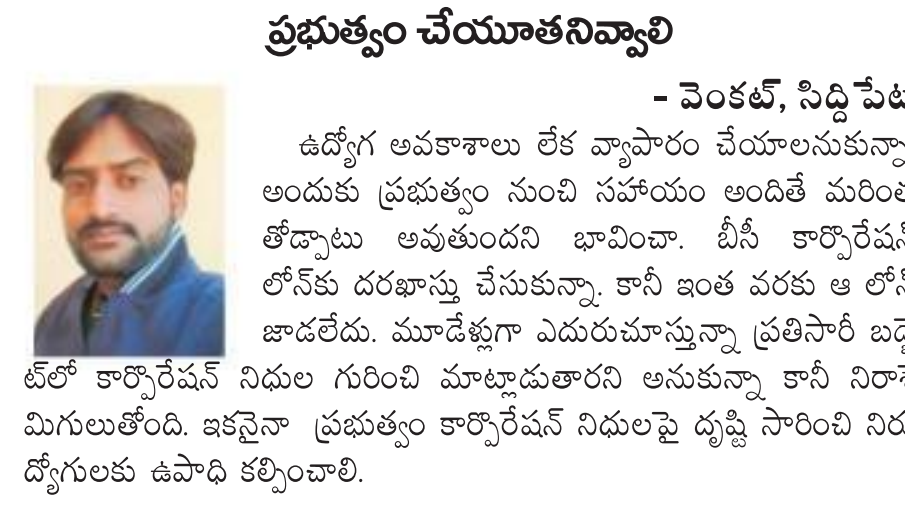 ప్రభుత్వం చేయూతనివ్వాలి
- వెంకట్, సిద్దిపేట
ఉద్యోగ అవకాశాలు లేక వ్యాపారం చేయాలనుకున్నా
అందుకు ప్రభుత్వం నుంచి సహాయం అందితే మరింత
తోడ్పాటు అవుతుందని భావించా. బీసీ కార్పొరేషన్
లోన్‌కు దరఖాస్తు చేసుకున్నా. కానీ ఇంత వరకు ఆ లోన్
జాడలేదు. మూడేళ్లుగా ఎదురుచూస్తున్నా ప్రతిసారీ బడ్జె
ట్‌లో కార్పొరేషన్ నిధుల గురించి మాట్లాడుతారని అనుకున్నా కానీ నిరాశే
మిగులుతోంది. ఇకనైనా ప్రభుత్వం కార్పొరేషన్ నిధులపై దృష్టి సారించి నిరు
ద్యోగులకు ఉపాధి కల్పించాలి.